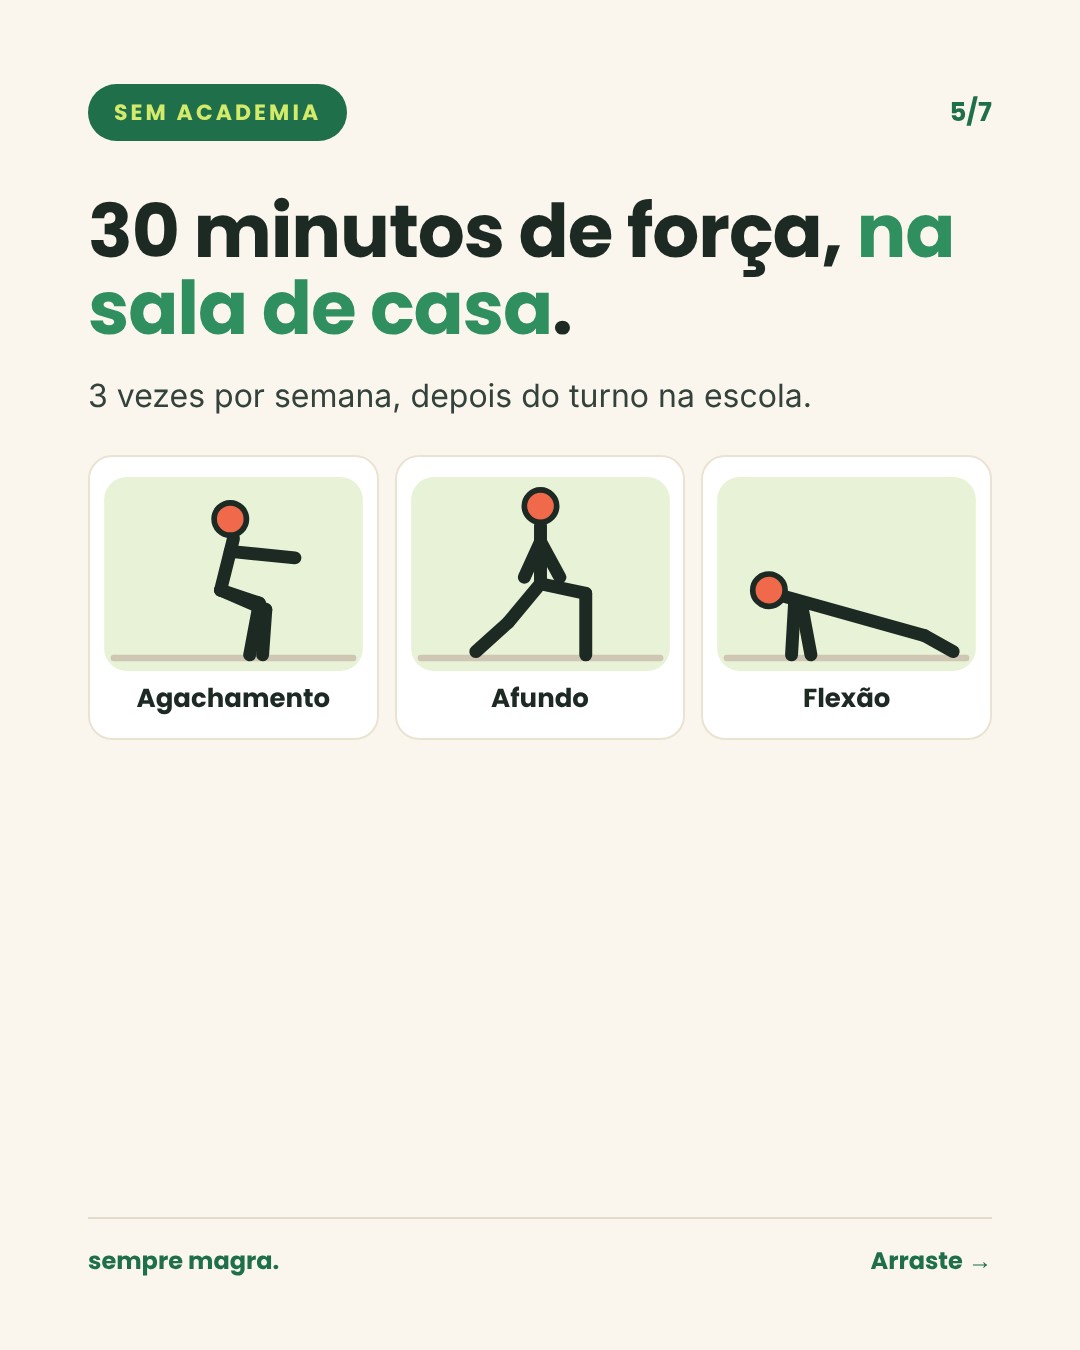 SEM ACADEMIA
5/7
30 minutos de força, na
sala de casa.
3 vezes por semana, depois do turno na escola.
Agachamento
Afundo
Flexão
sempre magra.
Arraste →